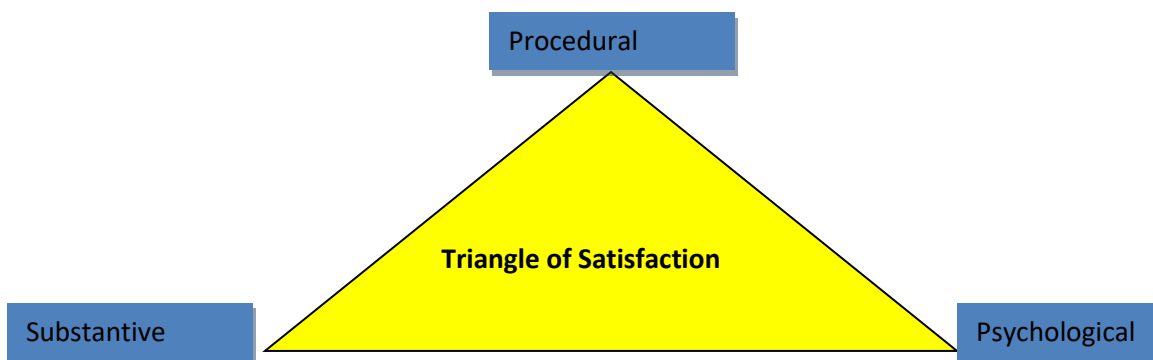 Procedural
Triangle of Satisfaction
Substantive
Psychological